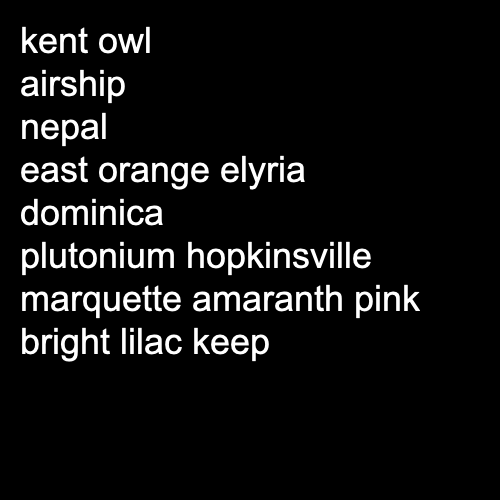 kent owl
airship
nepal
east orange elyria
dominica
plutonium hopkinsville
marquette amaranth pink
bright lilac keep